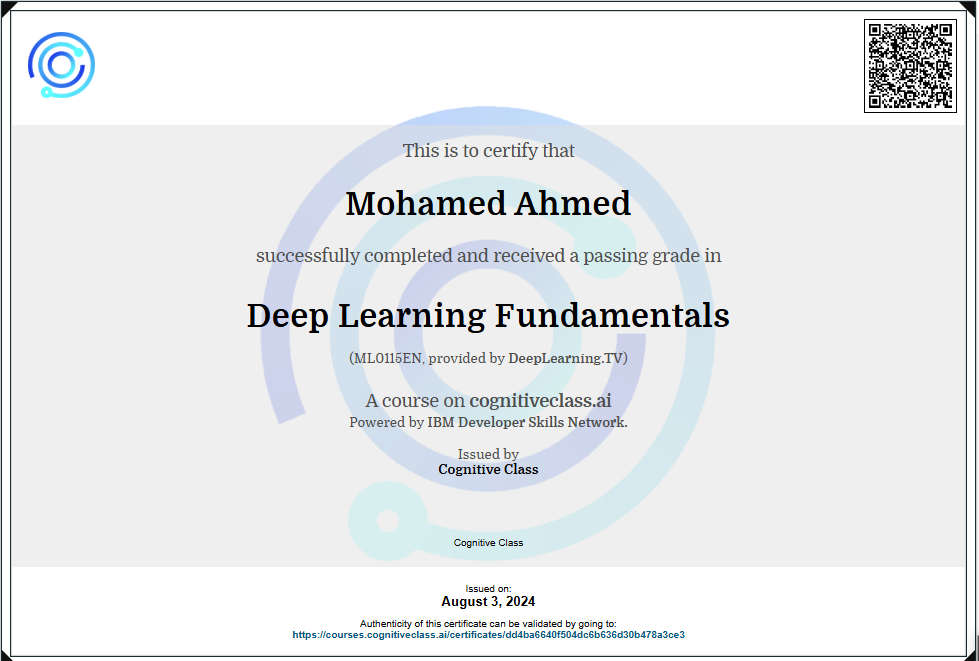 This is to certify that
Mohamed Ahmed
successfully completed and received a passing grade in
Deep Learning Fundamentals
(ML0115EN, provided by DeepLearning.TV)
A course on cognitiveclass.ai
Powered by IBM Developer Skills Network.
Issued by
Cognitive Class
Cognitive Class
Issued on:
August 3, 2024
Authenticity of this certificate can be validated by going to:
https://courses.cognitiveclass.ai/certificates/dd4ba6640f504dc6b636d30b478a3ce3